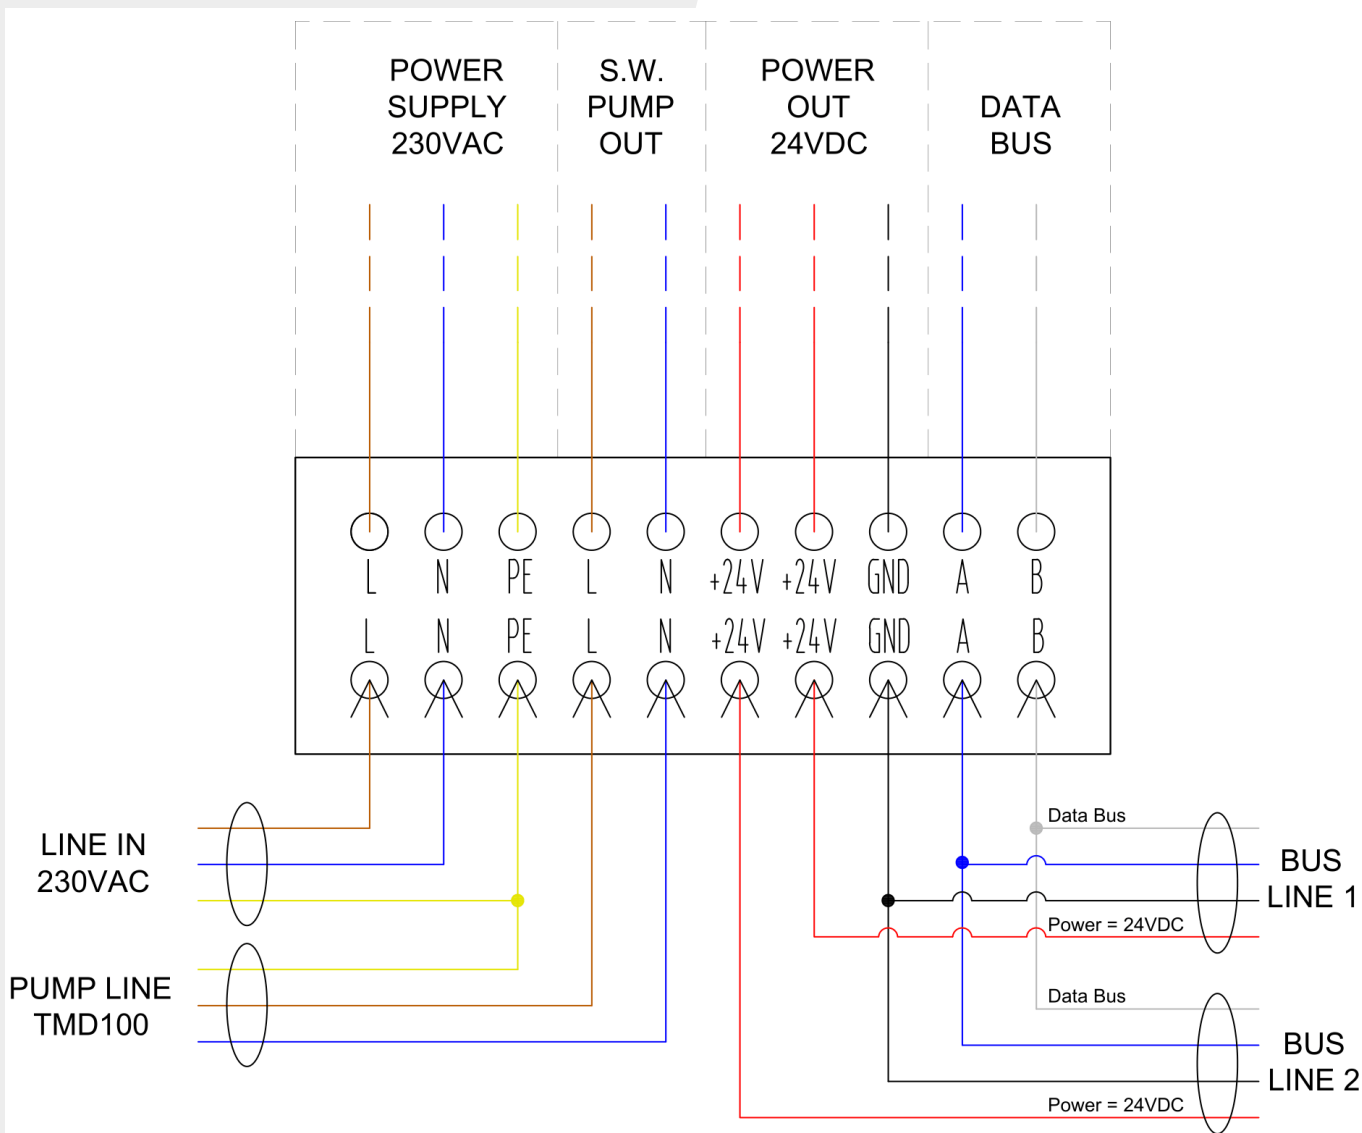 POWER
SUPPLY
230VAC
S.W.
PUMP
OUT
POWER
OUT
24VDC
DATA
BUS
L N PE L N +24V +24V GND A B
L N PE L N +24V +24V GND A B
LINE IN
230VAC
PUMP LINE
TMD100
Data Bus
BUS
LINE 1
Power = 24VDC
Data Bus
BUS
LINE 2
Power = 24VDC